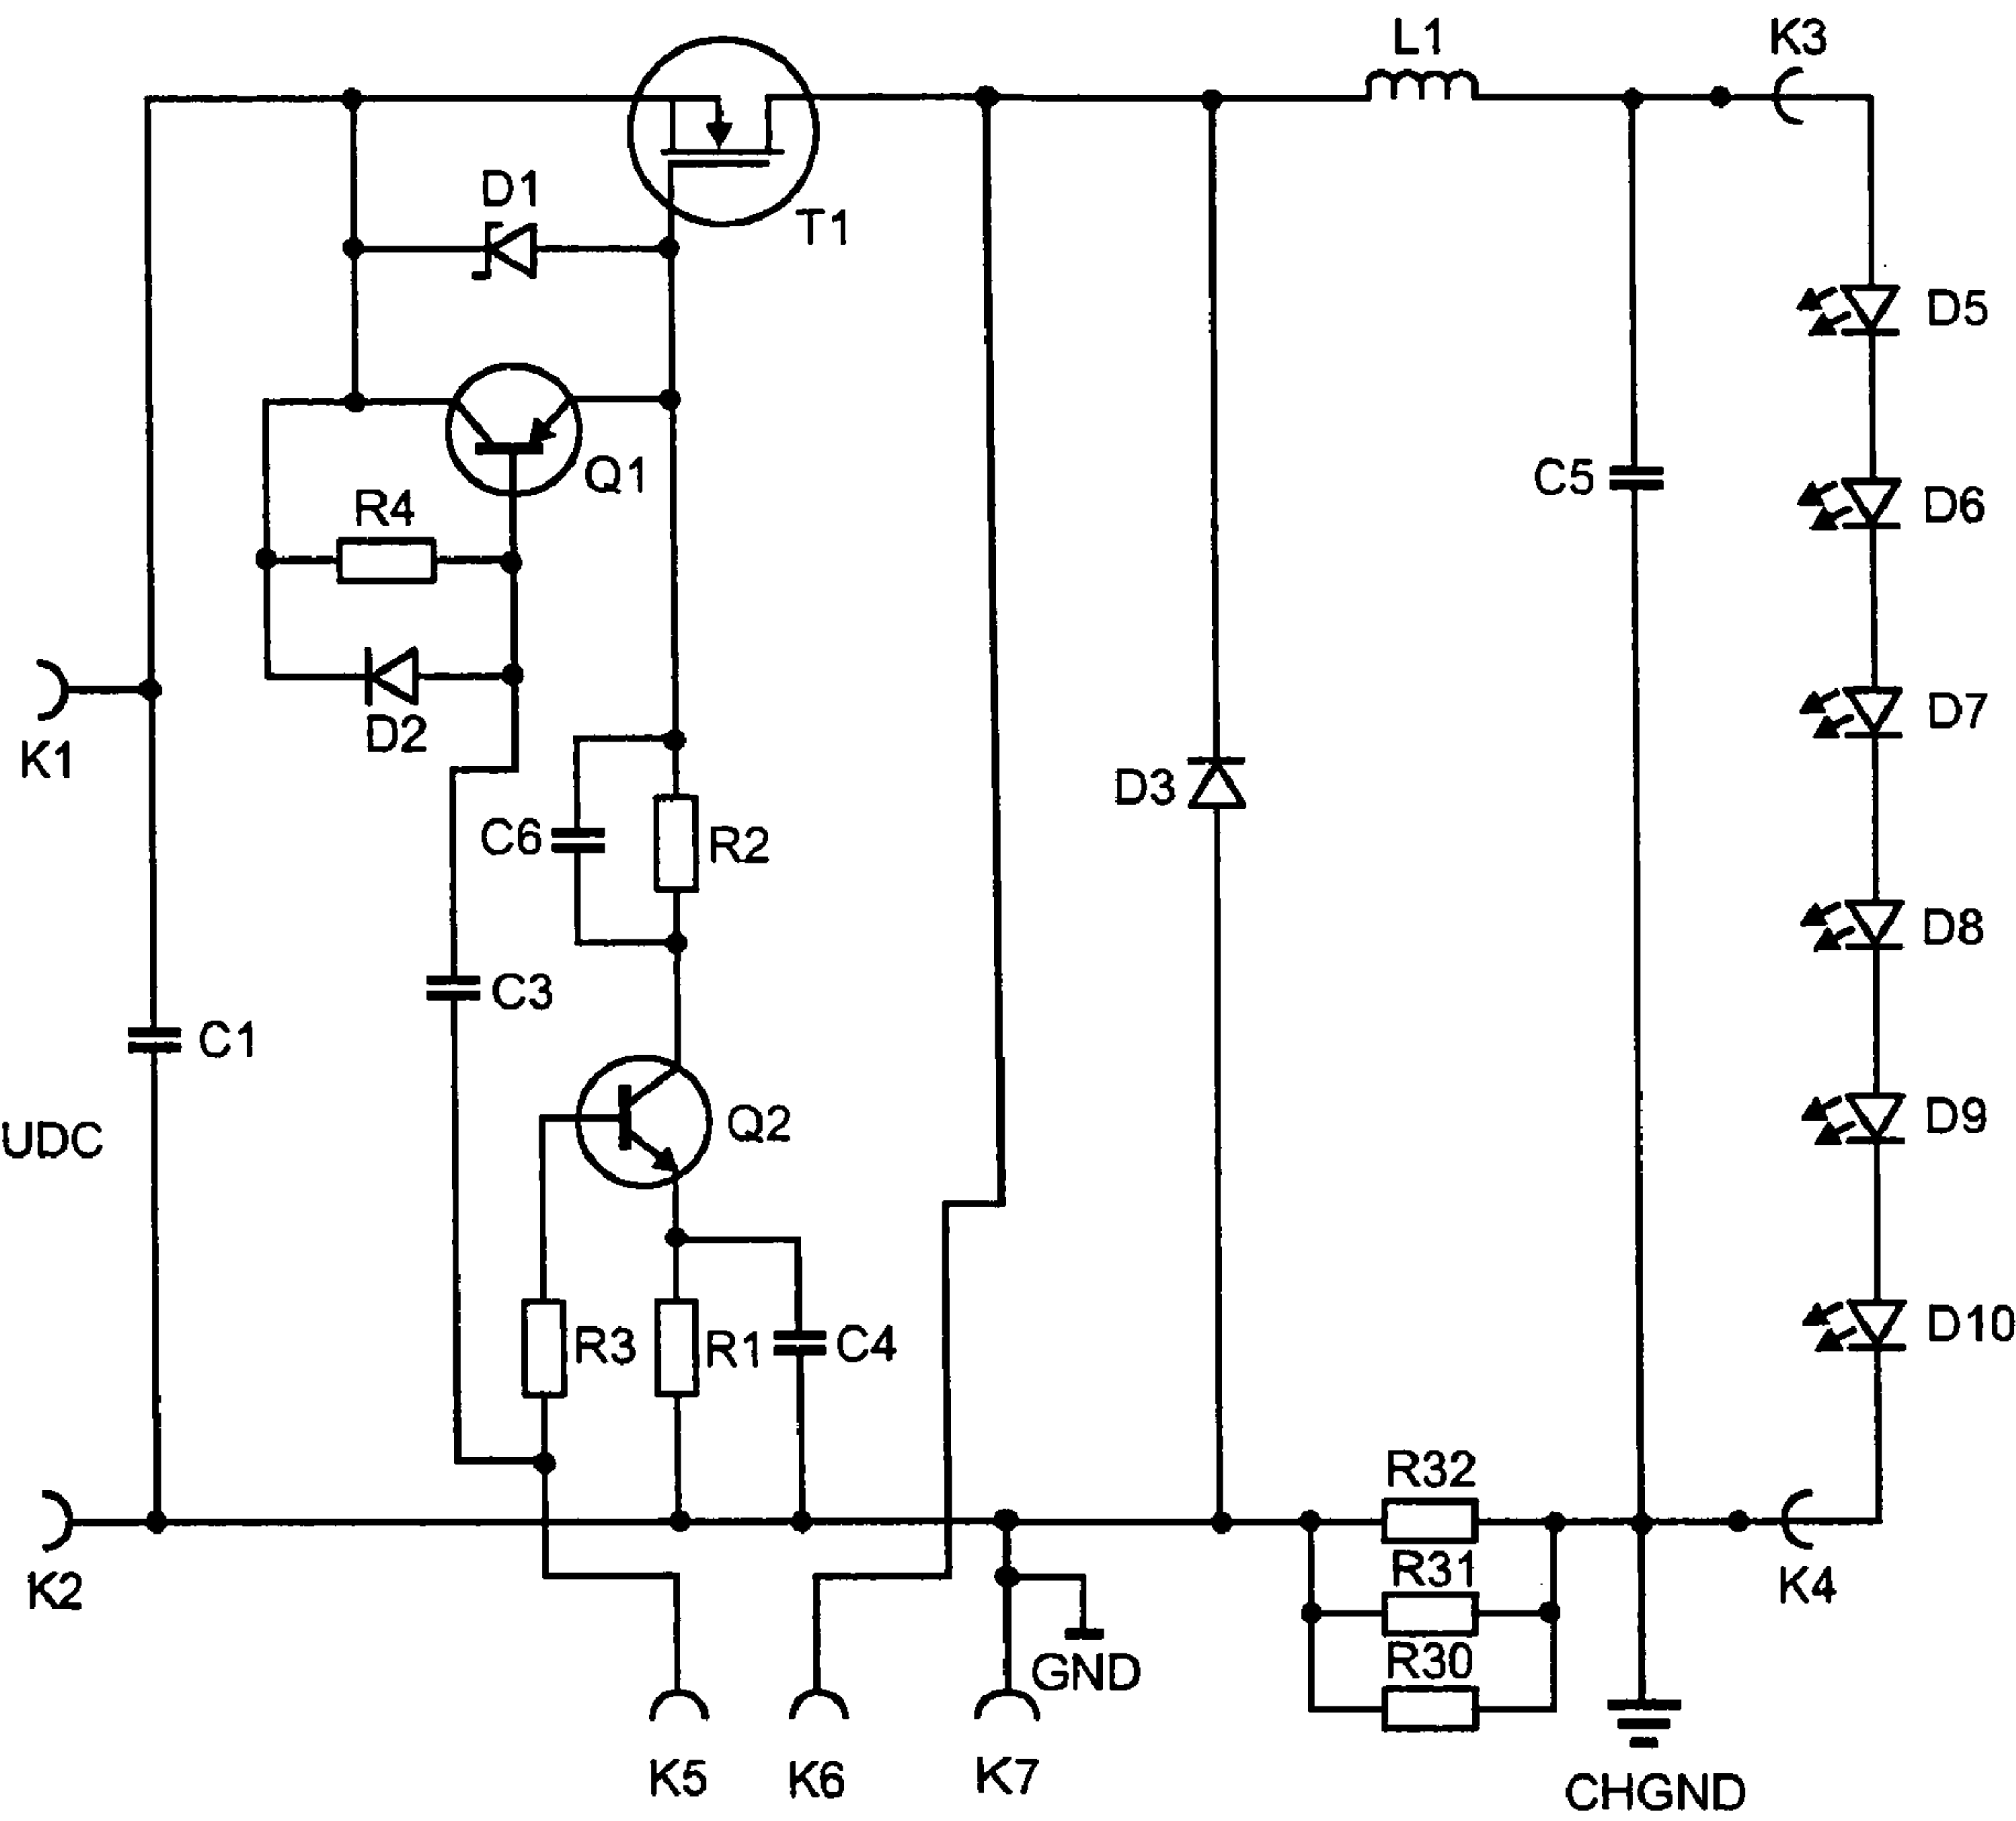 L1
K3
D1
T1
D5
Q1
C5
D6
R4
D7
K1
D2
D3
C6
R2
D8
C3
C1
Q2
D9
UDC
R3
R1
C4
D10
R32
R31
K2
K4
R30
GND
K5
K6
K7
CHGND